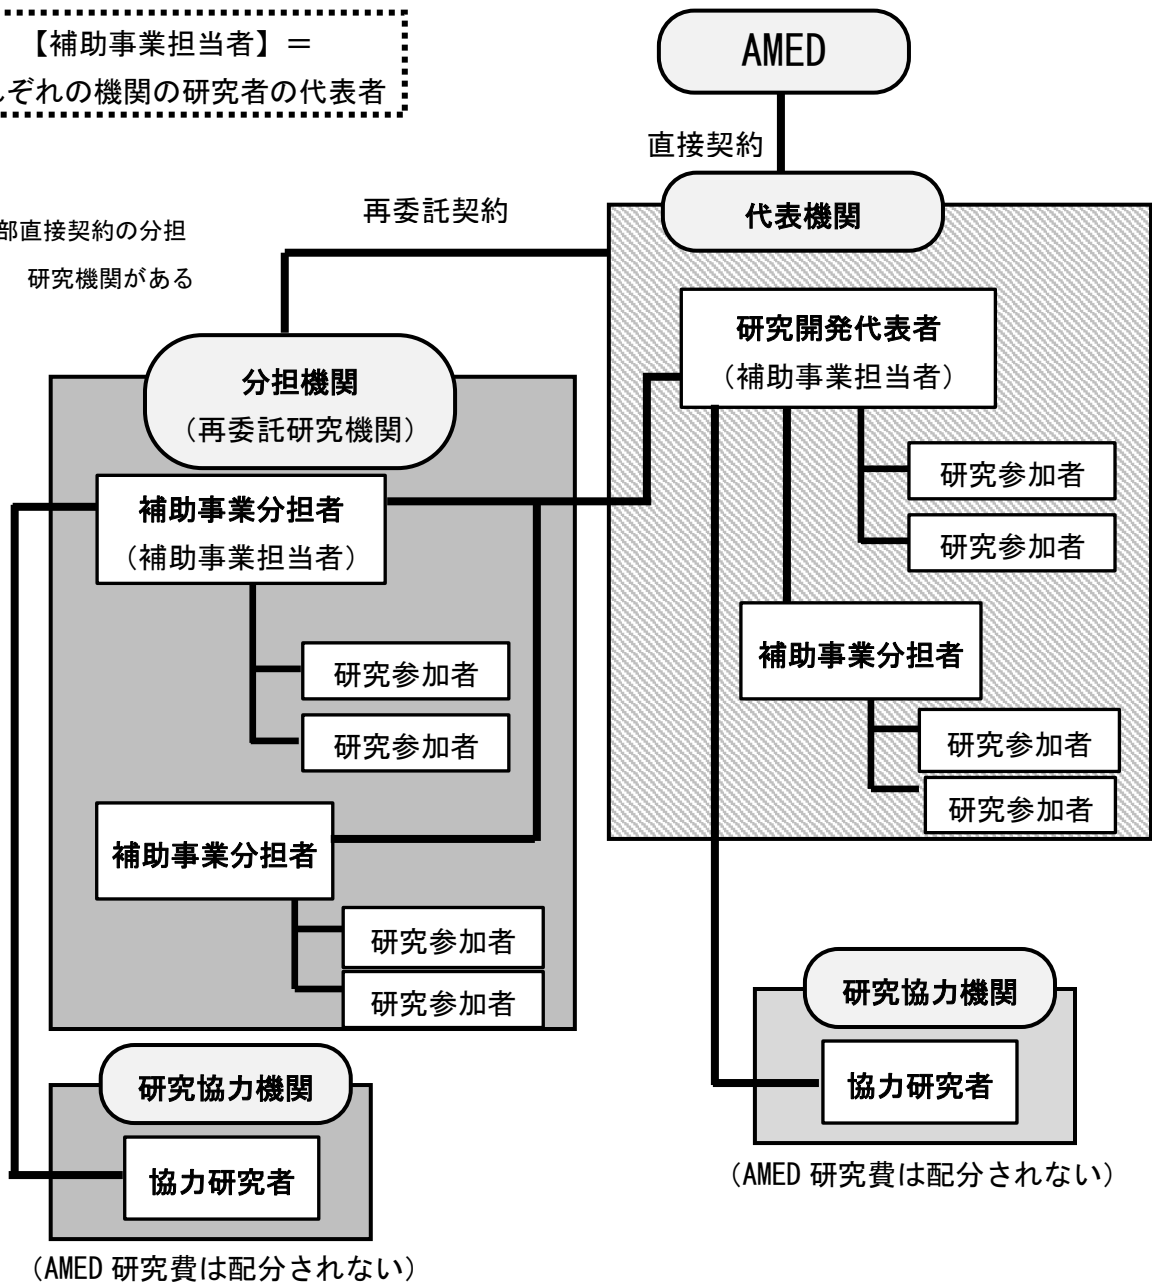 【補助事業担当者】＝
ぞれの機関の研究者の代表者
AMED
直接契約
代表機関
再委託契約
部直接契約の分担
研究機関がある
研究開発代表者
（補助事業担当者）
研究参加者
研究参加者
補助事業分担者
研究参加者
研究参加者
分担機関
（再委託研究機関）
補助事業分担者
（補助事業担当者）
研究参加者
研究参加者
補助事業分担者
研究参加者
研究参加者
研究協力機関
協力研究者
（AMED 研究費は配分されない）
研究協力機関
協力研究者
（AMED 研究費は配分されない）